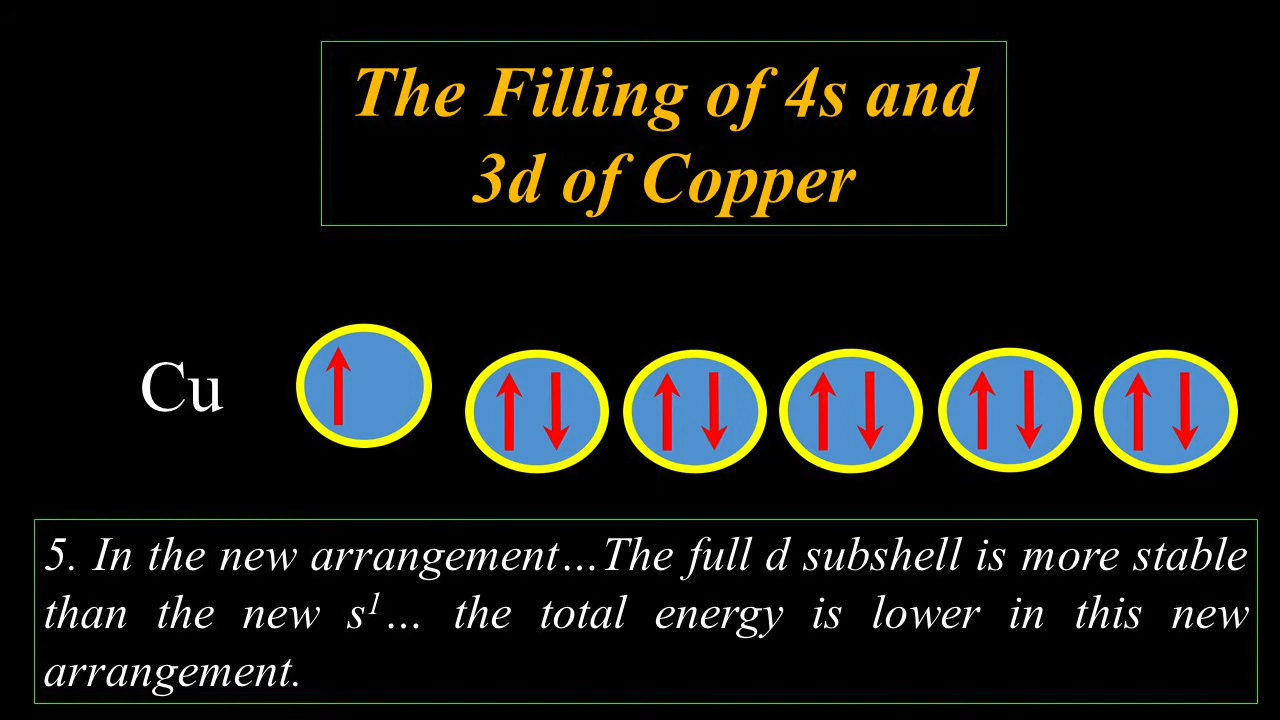 The Filling of 4s and
3d of Copper
Cu
5. In the new arrangement…The full d subshell is more stable
than the new s¹… the total energy is lower in this new
arrangement.